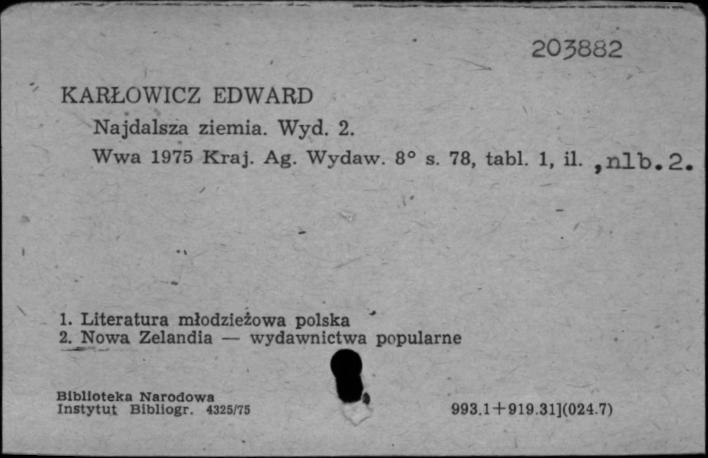 203882
KARŁOWICZ EDWARD
Najdalsza ziemia. Wyd. 2.
Wwa 1975 Kraj. Ag. Wydaw. 8° s. 78, tabl. 1, il. ,nlb.2.
1. Literatura młodzieżowa polska
2. Nowa Zelandia — wydawnictwa popularne
Biblioteka Narodowa
Instytut Bibliogr. 4325/75
993.1+919.31](024.7)